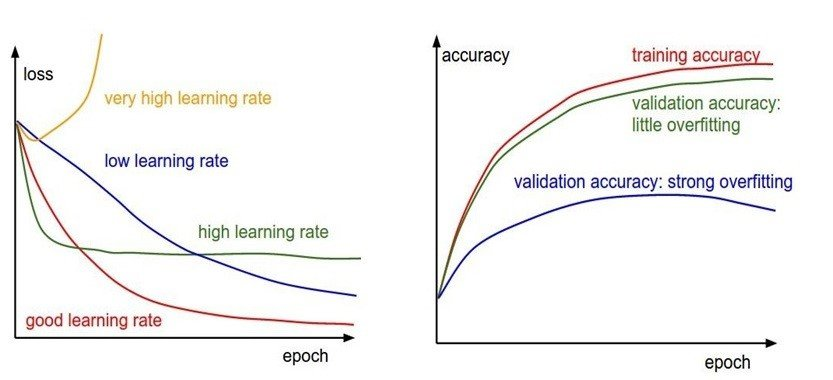 loss
very high learning rate
low learning rate
high learning rate
good learning rate
epoch
accuracy
training accuracy
validation accuracy:
little overfitting
validation accuracy: strong overfitting
epoch